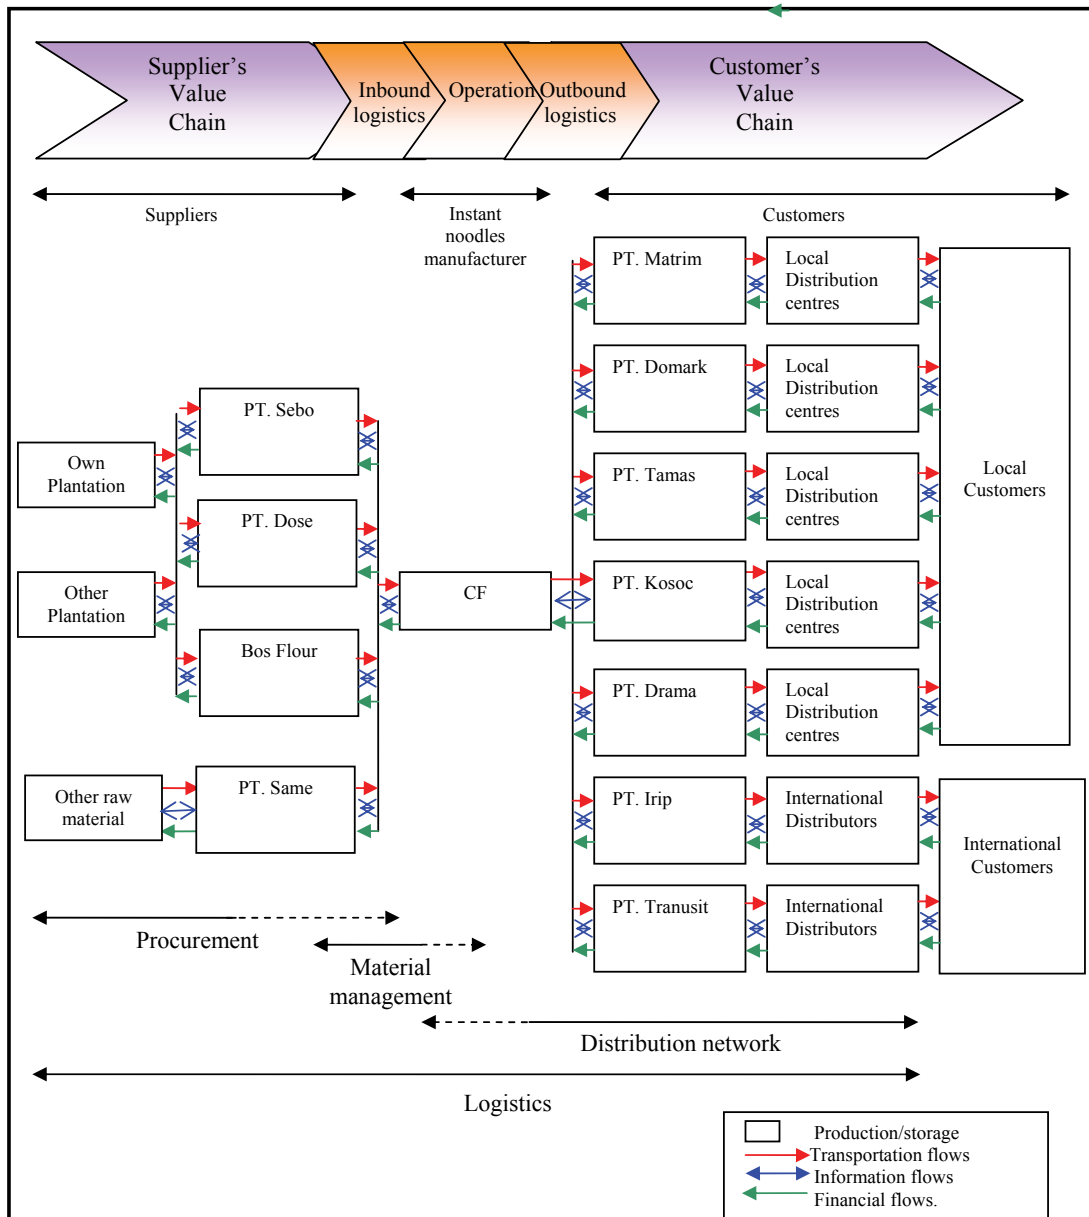 Supplier's
Value
Chain
Inbound
logistics
Operation
Outbound
logistics
Customer's
Value
Chain
Suppliers
Instant
noodles
manufacturer
Customers
PT. Matrim
Local
Distribution
centres
PT. Domark
Local
Distribution
centres
PT. Sebo
Own
Plantation
PT. Tamas
Local
Distribution
centres
Local
Customers
PT. Dose
Other
Plantation
CF
PT. Kosoc
Local
Distribution
centres
Bos Flour
PT. Drama
Local
Distribution
centres
Other raw
material
PT. Same
PT. Irip
International
Distributors
International
Customers
PT. Tranusit
International
Distributors
Procurement
Material
management
Distribution network
Logistics
Production/storage
Transportation flows
Information flows
Financial flows.